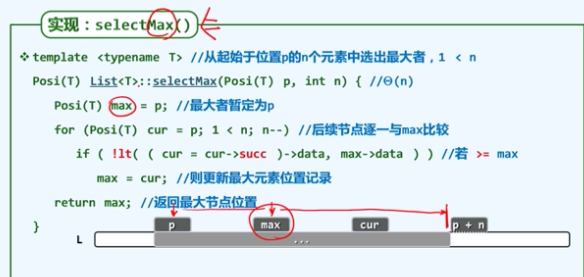 实现：selectMax()
❖ template <typename T> //从起始于位置p的n个元素中选出最大者，1 < n
Posi(T) List<T>::selectMax(Posi(T) p, int n) { //Θ(n)
Posi(T) max = p; //最大者暂定为p
for (Posi(T) cur = p; 1 < n; n--) //后续节点逐一与max比较
if ( !lt( ( cur = cur->succ )->data, max->data ) ) //若 >= max
max = cur; //则更新最大元素位置记录
return max; //返回最大节点位置
}
p max cur p + n
L ...